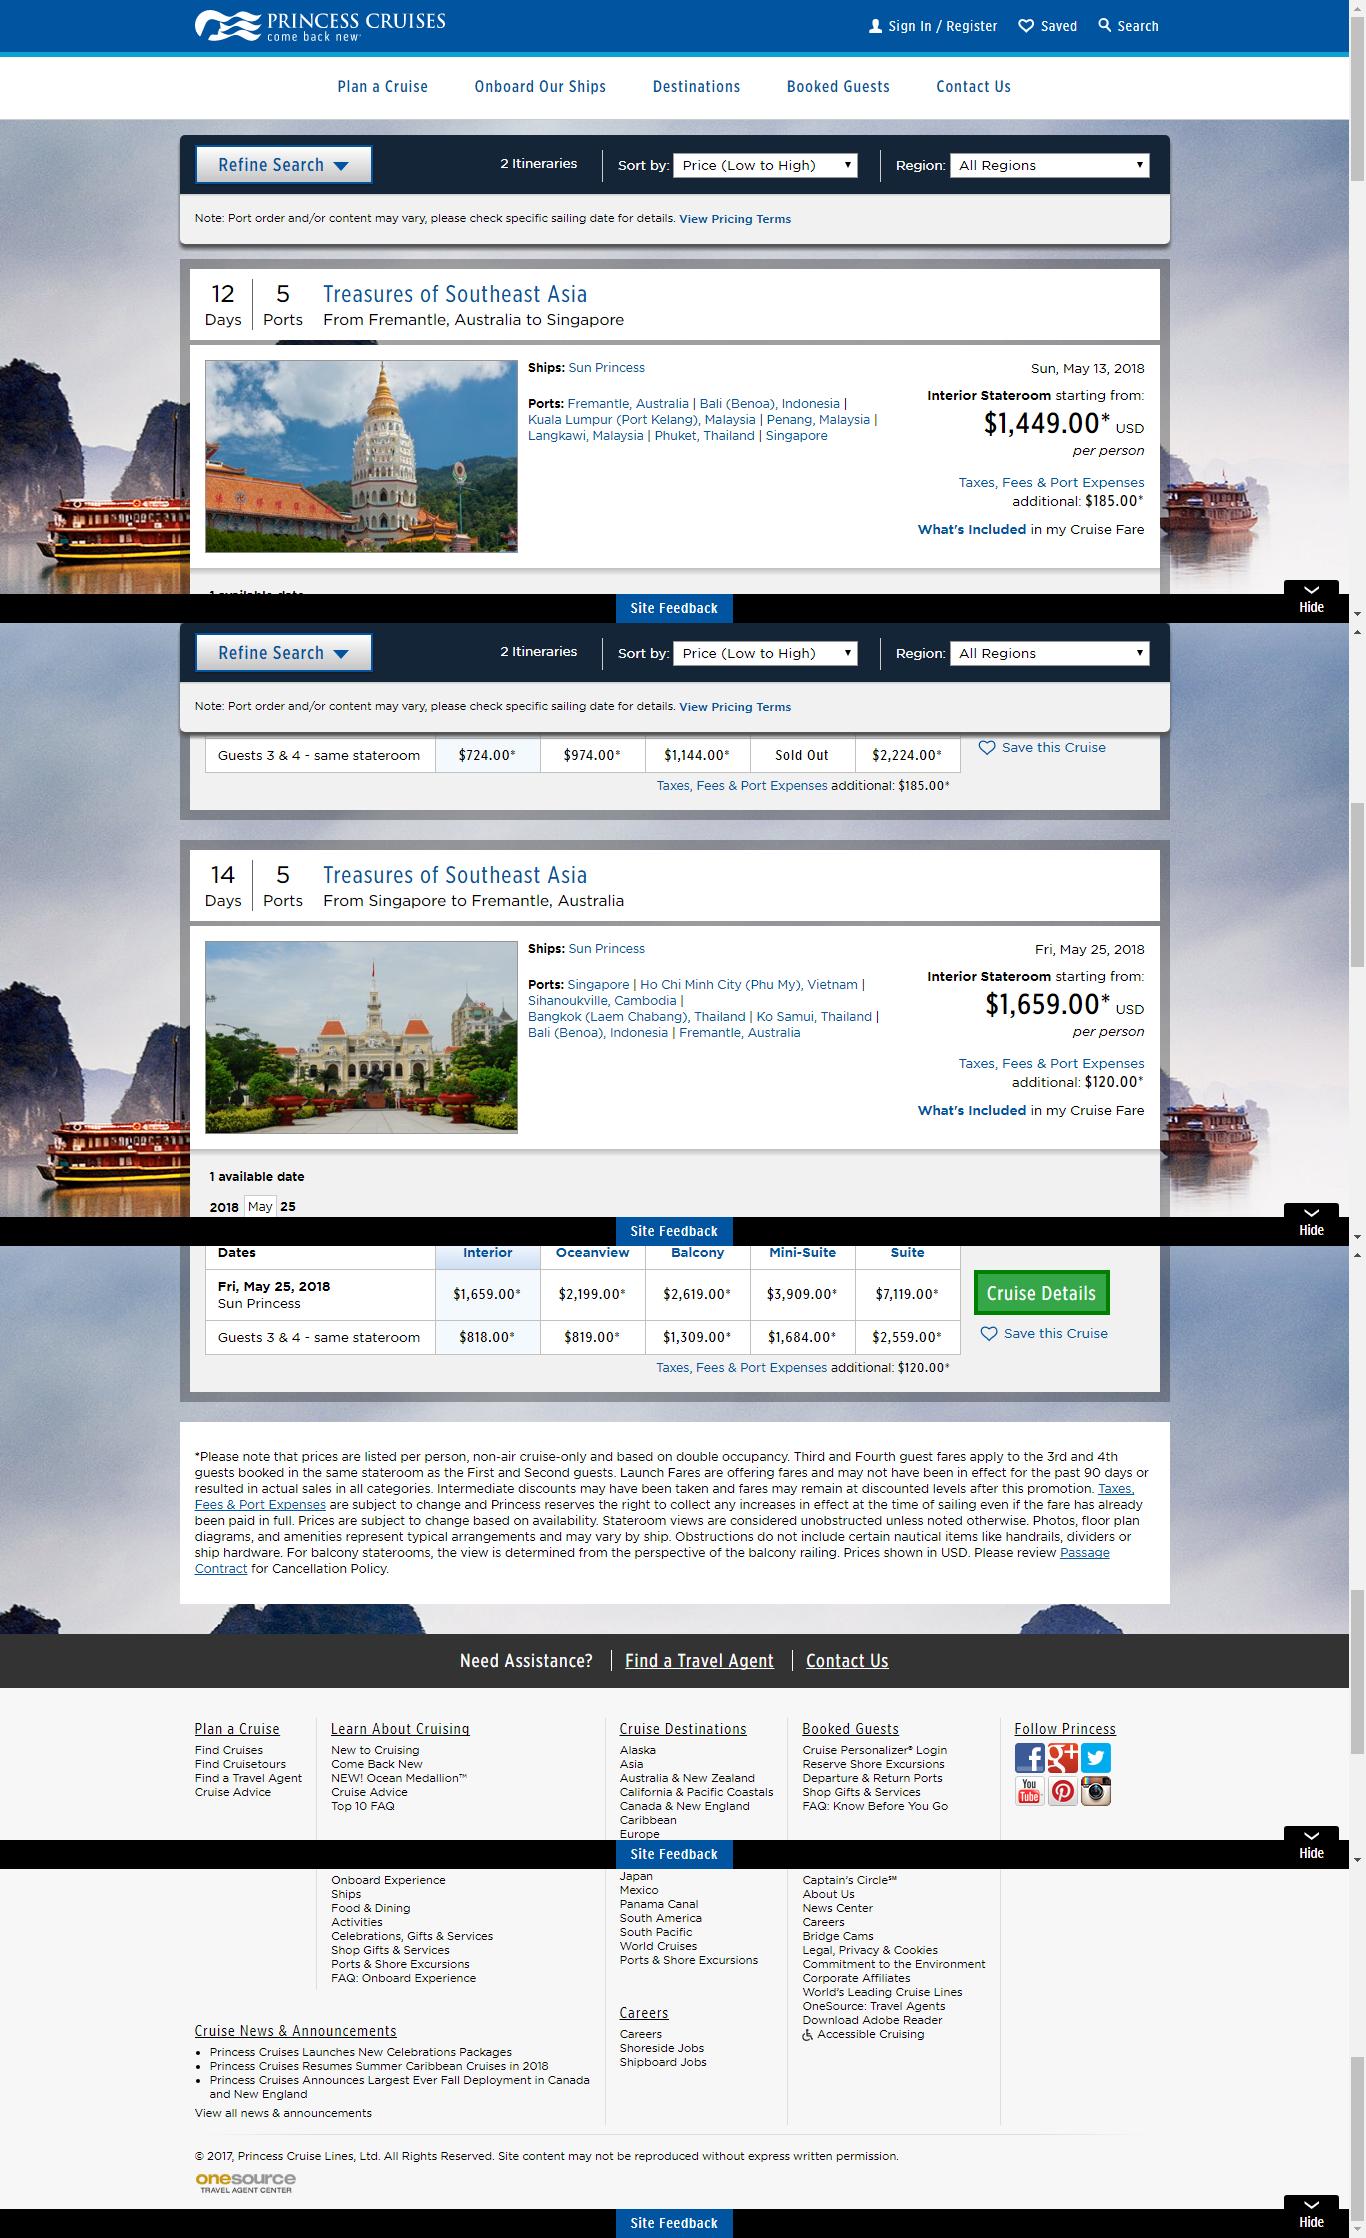 PRINCESS CRUISES
come back new
Sign In / Register
Saved
Search
Plan a Cruise
Onboard Our Ships
Destinations
Booked Guests
Contact Us
Refine Search
2 Itineraries
Sort by: Price (Low to High)
Region: All Regions
Note: Port order and/or content may vary, please check specific sailing date for details. View Pricing Terms
12 Days
5 Ports
Treasures of Southeast Asia
From Fremantle, Australia to Singapore
Ships: Sun Princess
Ports: Fremantle, Australia | Bali (Benoa), Indonesia |
Kuala Lumpur (Port Kelang), Malaysia | Penang, Malaysia |
Langkawi, Malaysia | Phuket, Thailand | Singapore
Sun, May 13, 2018
Interior Stateroom starting from:
$1,449.00* USD
per person
Taxes, Fees & Port Expenses
additional: $185.00*
What's Included in my Cruise Fare
1 available date
Site Feedback
Hide
Refine Search
2 Itineraries
Sort by: Price (Low to High)
Region: All Regions
Note: Port order and/or content may vary, please check specific sailing date for details. View Pricing Terms
Guests 3 & 4 - same stateroom $724.00* $974.00* $1,144.00* Sold Out $2,224.00*
Save this Cruise
Taxes, Fees & Port Expenses additional: $185.00*
14 Days
5 Ports
Treasures of Southeast Asia
From Singapore to Fremantle, Australia
Ships: Sun Princess
Ports: Singapore | Ho Chi Minh City (Phu My), Vietnam |
Sihanoukville, Cambodia |
Bangkok (Laem Chabang), Thailand | Ko Samui, Thailand |
Bali (Benoa), Indonesia | Fremantle, Australia
Fri, May 25, 2018
Interior Stateroom starting from:
$1,659.00* USD
per person
Taxes, Fees & Port Expenses
additional: $120.00*
What's Included in my Cruise Fare
1 available date
2018 May 25
Site Feedback
Hide
Dates Interior Oceanview Balcony Mini-Suite Suite
Fri, May 25, 2018
Sun Princess
$1,659.00* $2,199.00* $2,619.00* $3,909.00* $7,119.00*
Cruise Details
Guests 3 & 4 - same stateroom $818.00* $819.00* $1,309.00* $1,684.00* $2,559.00*
Save this Cruise
Taxes, Fees & Port Expenses additional: $120.00*
*Please note that prices are listed per person, non-air cruise-only and based on double occupancy. Third and Fourth guest fares apply to the 3rd and 4th
guests booked in the same stateroom as the First and Second guests. Launch Fares are offering fares and may not have been in effect for the past 90 days or
resulted in actual sales in all categories. Intermediate discounts may have been taken and fares may remain at discounted levels after this promotion. Taxes,
Fees & Port Expenses are subject to change and Princess reserves the right to collect any increases in effect at the time of sailing even if the fare has already
been paid in full. Prices are subject to change based on availability. Stateroom views are considered unobstructed unless noted otherwise. Photos, floor plan
diagrams, and amenities represent typical arrangements and may vary by ship. Obstructions do not include certain nautical items like handrails, dividers or
ship hardware. For balcony staterooms, the view is determined from the perspective of the balcony railing. Prices shown in USD. Please review Passage
Contract for Cancellation Policy.
Need Assistance?
Find a Travel Agent
Contact Us
Plan a Cruise
Find Cruises
Find Cruisetours
Find a Travel Agent
Cruise Advice
Learn About Cruising
New to Cruising
Come Back New
NEW! Ocean Medallion™
Cruise Advice
Top 10 FAQ
Cruise Destinations
Alaska
Asia
Australia & New Zealand
California & Pacific Coastals
Canada & New England
Caribbean
Europe
Booked Guests
Cruise Personalizer® Login
Reserve Shore Excursions
Departure & Return Ports
Shop Gifts & Services
FAQ: Know Before You Go
Follow Princess
You
Tube
Site Feedback
Hide
Onboard Experience
Ships
Food & Dining
Activities
Celebrations, Gifts & Services
Shop Gifts & Services
Ports & Shore Excursions
FAQ: Onboard Experience
Japan
Mexico
Panama Canal
South America
South Pacific
World Cruises
Ports & Shore Excursions
Careers
Careers
Shoreside Jobs
Shipboard Jobs
Captain's Circle℠
About Us
News Center
Careers
Bridge Cams
Legal, Privacy & Cookies
Commitment to the Environment
Corporate Affiliates
World's Leading Cruise Lines
OneSource: Travel Agents
Download Adobe Reader
Accessible Cruising
Cruise News & Announcements
Princess Cruises Launches New Celebrations Packages
Princess Cruises Resumes Summer Caribbean Cruises in 2018
Princess Cruises Announces Largest Ever Fall Deployment in Canada
and New England
View all news & announcements
© 2017, Princess Cruise Lines, Ltd. All Rights Reserved. Site content may not be reproduced without express written permission.
onesource
TRAVEL AGENT CENTER
Site Feedback
Hide